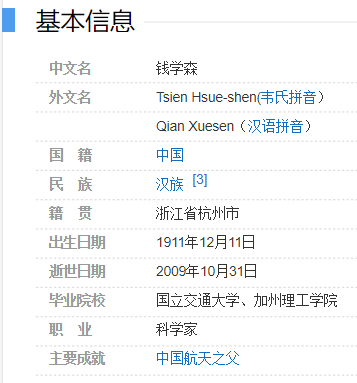 基本信息
中文名 钱学森
外文名 Tsien Hsue-shen(韦氏拼音）
Qian Xuesen（汉语拼音）
国 籍 中国
民 族 汉族 [3]
籍 贯 浙江省杭州市
出生日期 1911年12月11日
逝世日期 2009年10月31日
毕业院校 国立交通大学、加州理工学院
职 业 科学家
主要成就 中国航天之父